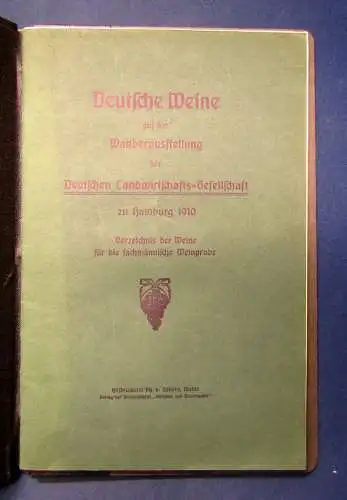 Deutsche Weine
auf der
Wanderausstellung
der
Deutschen Landwirtschafts-Gesellschaft
zu Hamburg 1910
Verzeichnis der Weine
für die fachmännische Weinprobe